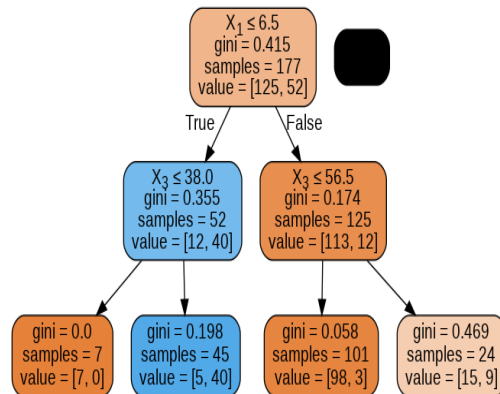 X₁ ≤ 6.5
gini = 0.415
samples = 177
value = [125, 52]
True
False
X₃ ≤ 38.0
gini = 0.355
samples = 52
value = [12, 40]
X₃ ≤ 56.5
gini = 0.174
samples = 125
value = [113, 12]
gini = 0.0
samples = 7
value = [7, 0]
gini = 0.198
samples = 45
value = [5, 40]
gini = 0.058
samples = 101
value = [98, 3]
gini = 0.469
samples = 24
value = [15, 9]